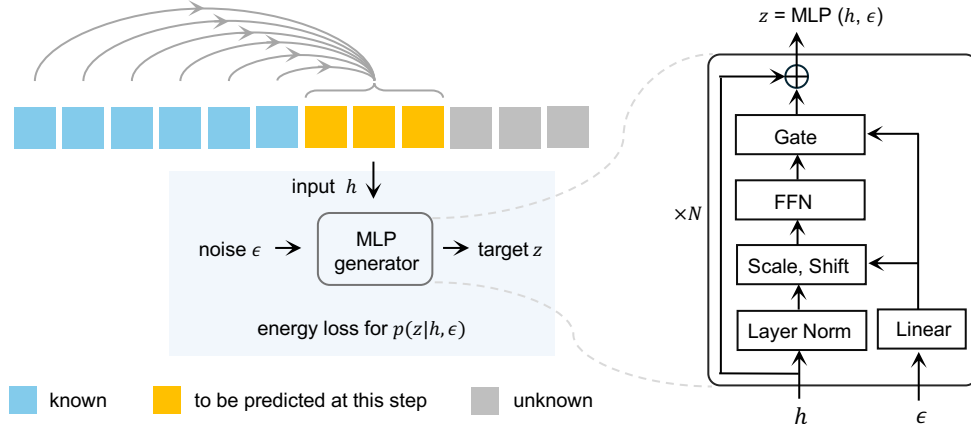 input h
noise ϵ
MLP
generator
target z
energy loss for p(z|h, ϵ)
known
to be predicted at this step
unknown
z = MLP (h, ϵ)
Gate
×N
FFN
Scale, Shift
Layer Norm
Linear
h
ϵ